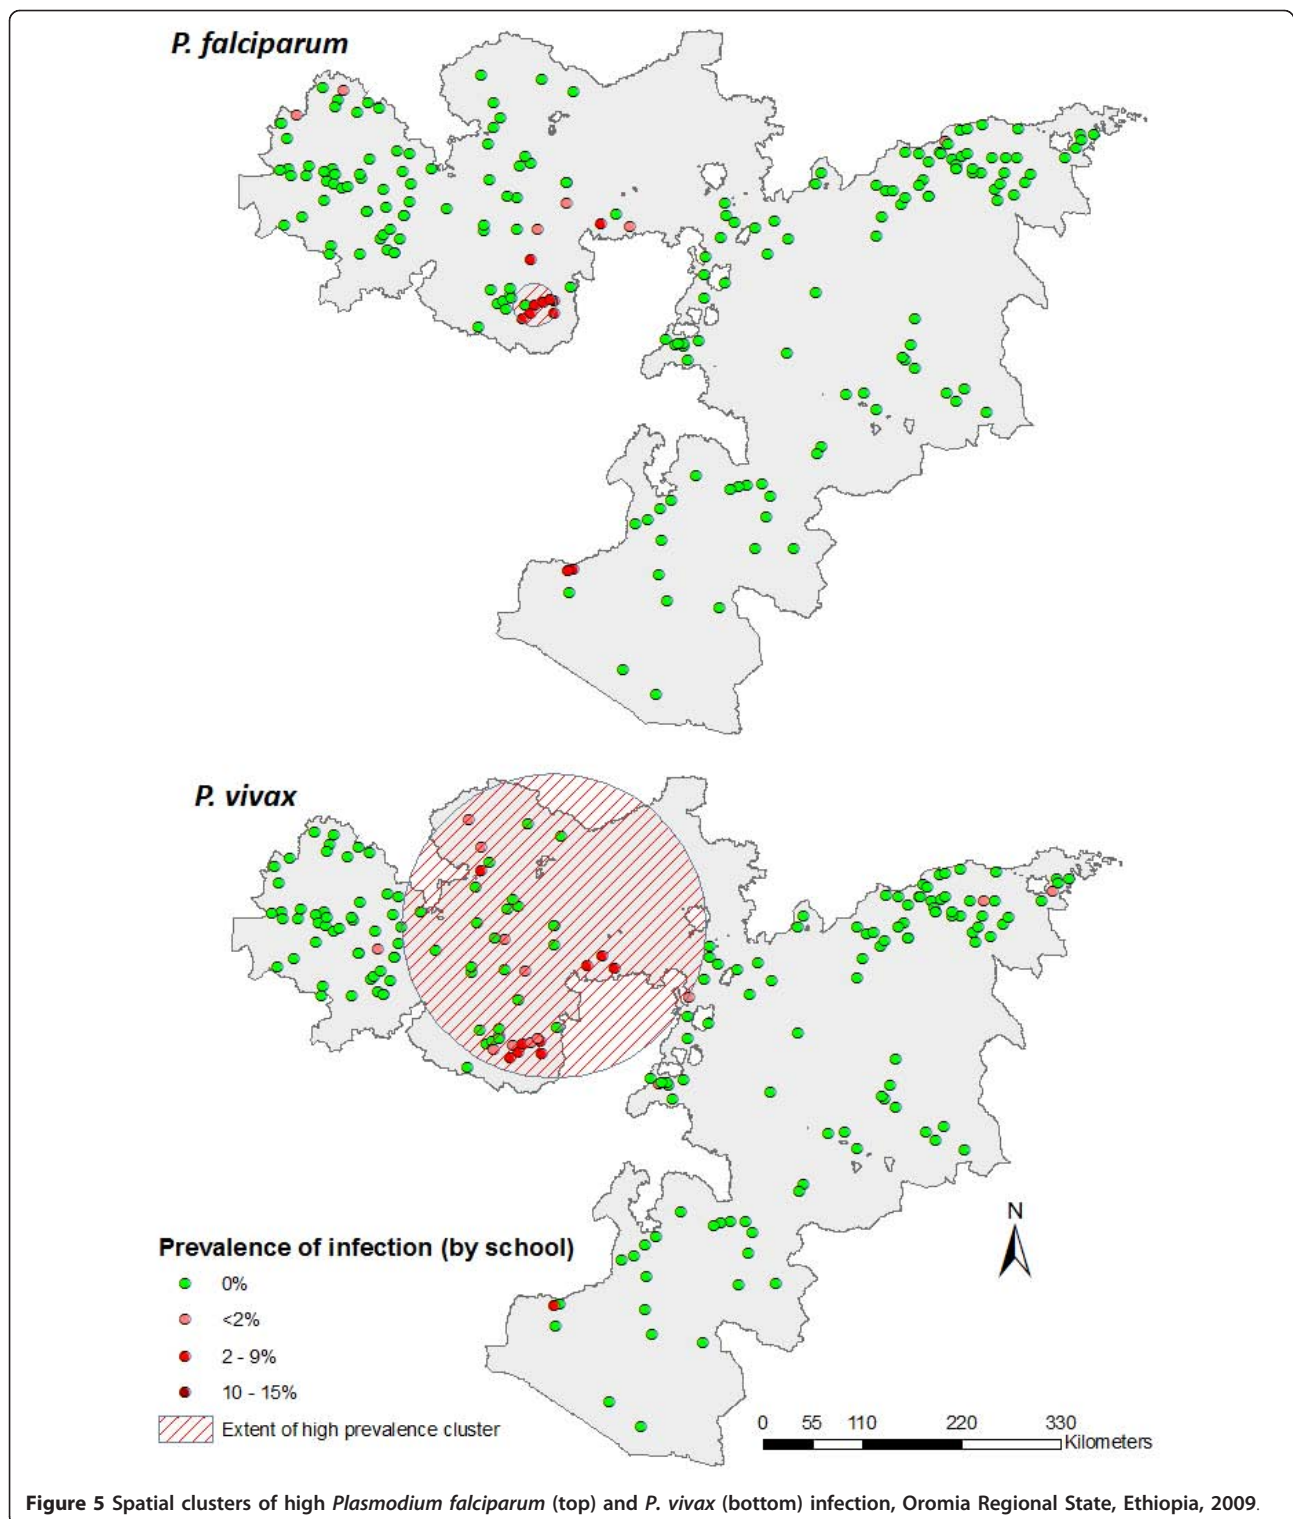 P. falciparum
P. vivax
N
Prevalence of infection (by school)
0%
<2%
2 - 9%
10 - 15%
Extent of high prevalence cluster
0 55 110 220 330
Kilometers
Figure 5 Spatial clusters of high Plasmodium falciparum (top) and P. vivax (bottom) infection, Oromia Regional State, Ethiopia, 2009.